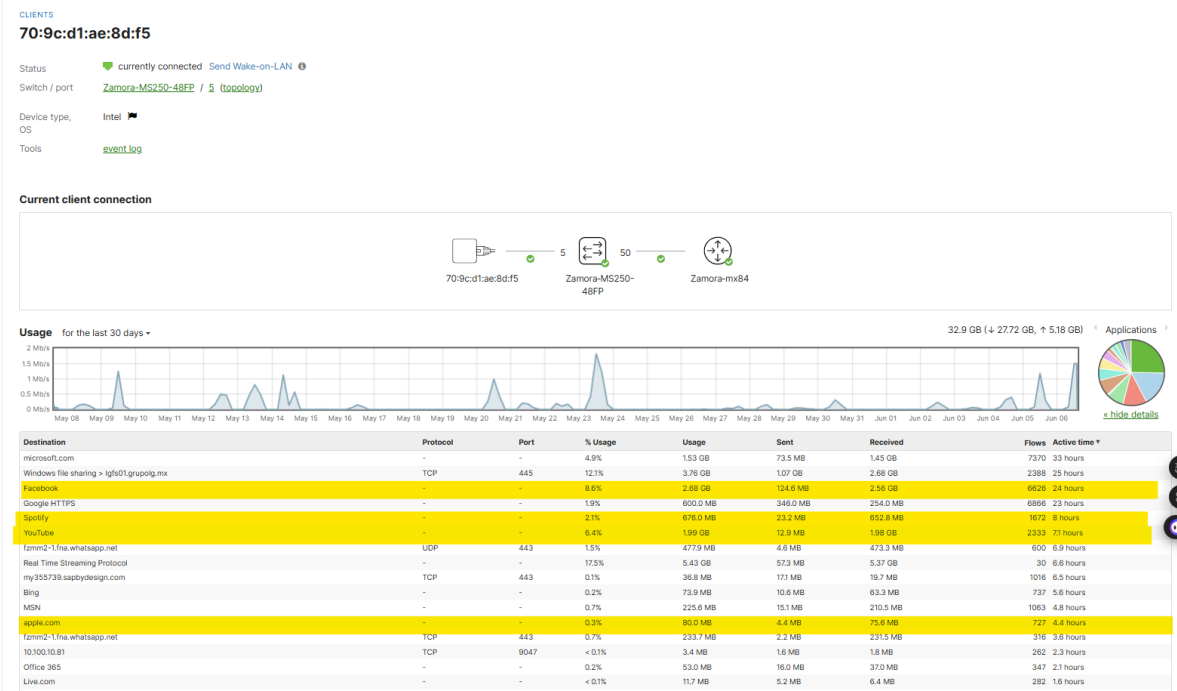 CLIENTS
70:9c:d1:ae:8d:f5
Status currently connected Send Wake-on-LAN
Switch / port Zamora-MS250-48FP / 5 (topology)
Device type, OS Intel
Tools event log
Current client connection
5 50
70:9c:d1:ae:8d:f5 Zamora-MS250-48FP Zamora-mx84
Usage for the last 30 days 32.9 GB (↓ 27.72 GB, ↑ 5.18 GB) Applications
2 Mb/s
1.5 Mb/s
1 Mb/s
0.5 Mb/s
0 Mb/s
May 08 May 09 May 10 May 11 May 12 May 13 May 14 May 15 May 16 May 17 May 18 May 19 May 20 May 21 May 22 May 23 May 24 May 25 May 26 May 27 May 28 May 29 May 30 May 31 Jun 01 Jun 02 Jun 03 Jun 04 Jun 05 Jun 06
« hide details
Destination Protocol Port % Usage Usage Sent Received Flows Active time ▼
microsoft.com - - 4.9% 1.53 GB 73.5 MB 1.45 GB 7370 33 hours
Windows file sharing > lgfs01.grupolg.mx TCP 445 12.1% 3.76 GB 1.07 GB 2.68 GB 2388 25 hours
Facebook - - 8.6% 2.68 GB 124.6 MB 2.56 GB 6626 24 hours
Google HTTPS - - 1.9% 600.0 MB 346.0 MB 254.0 MB 6866 23 hours
Spotify - - 2.1% 676.0 MB 23.2 MB 652.8 MB 1672 8 hours
YouTube - - 6.4% 1.99 GB 12.9 MB 1.98 GB 2333 7.1 hours
fzmm2-1.fna.whatsapp.net UDP 443 1.5% 477.9 MB 4.6 MB 473.3 MB 600 6.9 hours
Real Time Streaming Protocol - - 17.5% 5.43 GB 57.3 MB 5.37 GB 30 6.6 hours
my355739.sapbydesign.com TCP 443 0.1% 36.8 MB 17.1 MB 19.7 MB 1016 6.5 hours
Bing - - 0.2% 73.9 MB 10.6 MB 63.3 MB 737 5.6 hours
MSN - - 0.7% 225.6 MB 15.1 MB 210.5 MB 1063 4.8 hours
apple.com - - 0.3% 80.0 MB 4.4 MB 75.6 MB 727 4.4 hours
fzmm2-1.fna.whatsapp.net TCP 443 0.7% 233.7 MB 2.2 MB 231.5 MB 316 3.6 hours
10.100.10.81 TCP 9047 < 0.1% 3.4 MB 1.6 MB 1.8 MB 262 2.3 hours
Office 365 - - 0.2% 53.0 MB 16.0 MB 37.0 MB 347 2.1 hours
Live.com - - < 0.1% 11.7 MB 5.2 MB 6.4 MB 282 1.6 hours